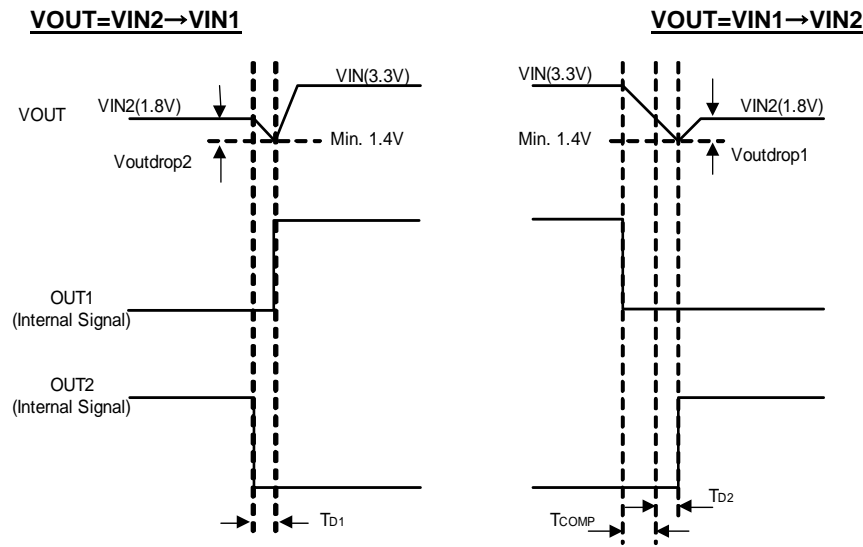 VOUT=VIN2→VIN1
VOUT=VIN1→VIN2
VOUT
VIN2(1.8V)
VIN(3.3V)
Voutdrop2
Min. 1.4V
VIN(3.3V)
VIN2(1.8V)
Min. 1.4V
Voutdrop1
OUT1
(Internal Signal)
OUT2
(Internal Signal)
TD1
TCOMP
TD2